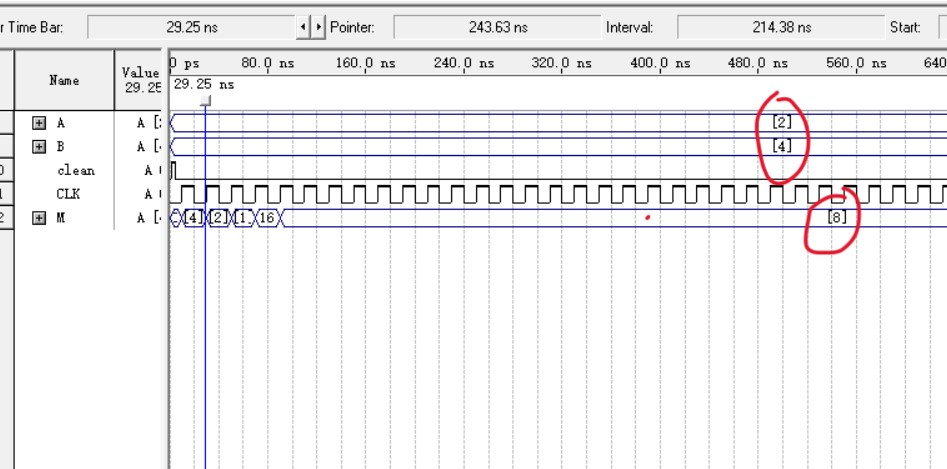 r Time Bar: 29.25 ns Pointer: 243.63 ns Interval: 214.38 ns Start:
Name Value 29.25
0 ps 80.0 ns 160.0 ns 240.0 ns 320.0 ns 400.0 ns 480.0 ns 560.0 ns 640
29.25 ns
A A [ [2]
B A [ [4]
0 clean A
1 CLK A
2 M A [ [4] [2] [1. 16 [8]